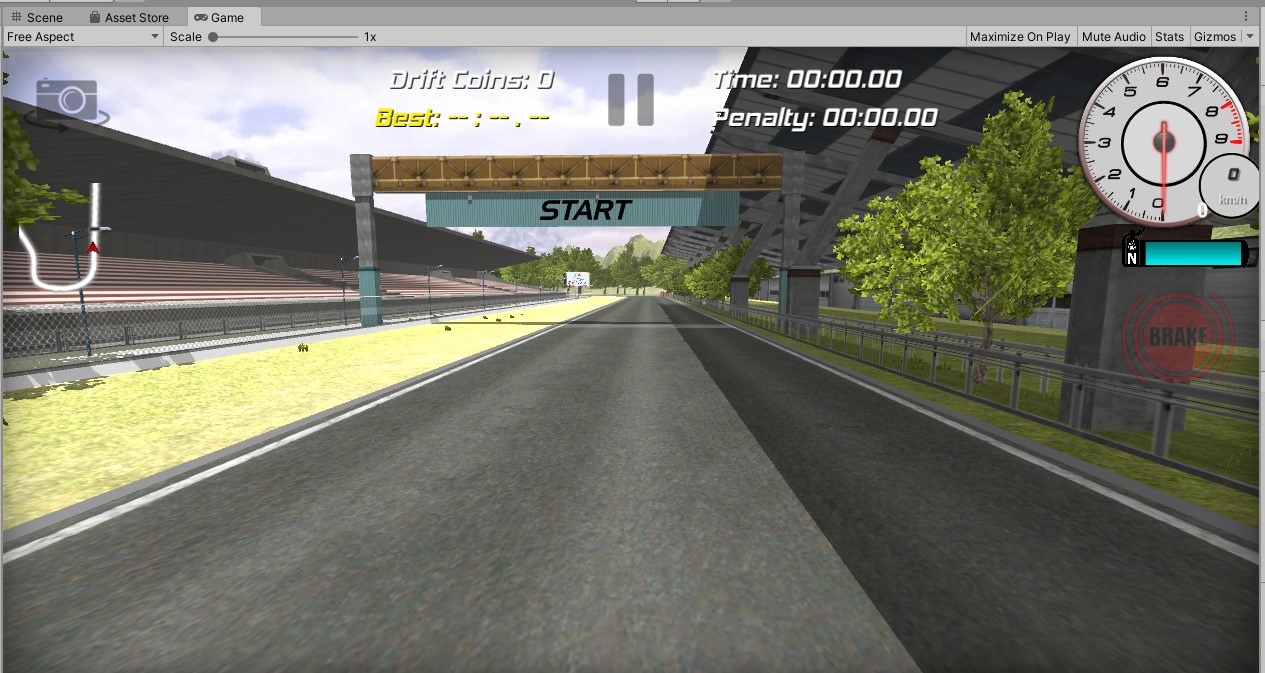 Scene
Asset Store
Game
Free Aspect
Scale
1x
Maximize On Play
Mute Audio
Stats
Gizmos
Drift Coins: 0
Time: 00:00.00
Best: -- : -- . --
Penalty: 00:00.00
START
0
1
2
3
4
5
6
7
8
9
0
km/h
0
N
BRAKE